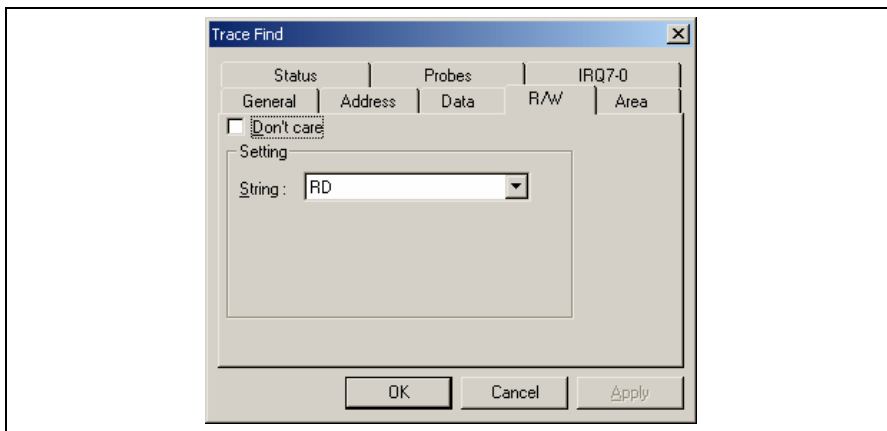 Trace Find
Status Probes IRQ7-0
General Address Data R/W Area
Don't care
Setting
String : RD
OK Cancel Apply